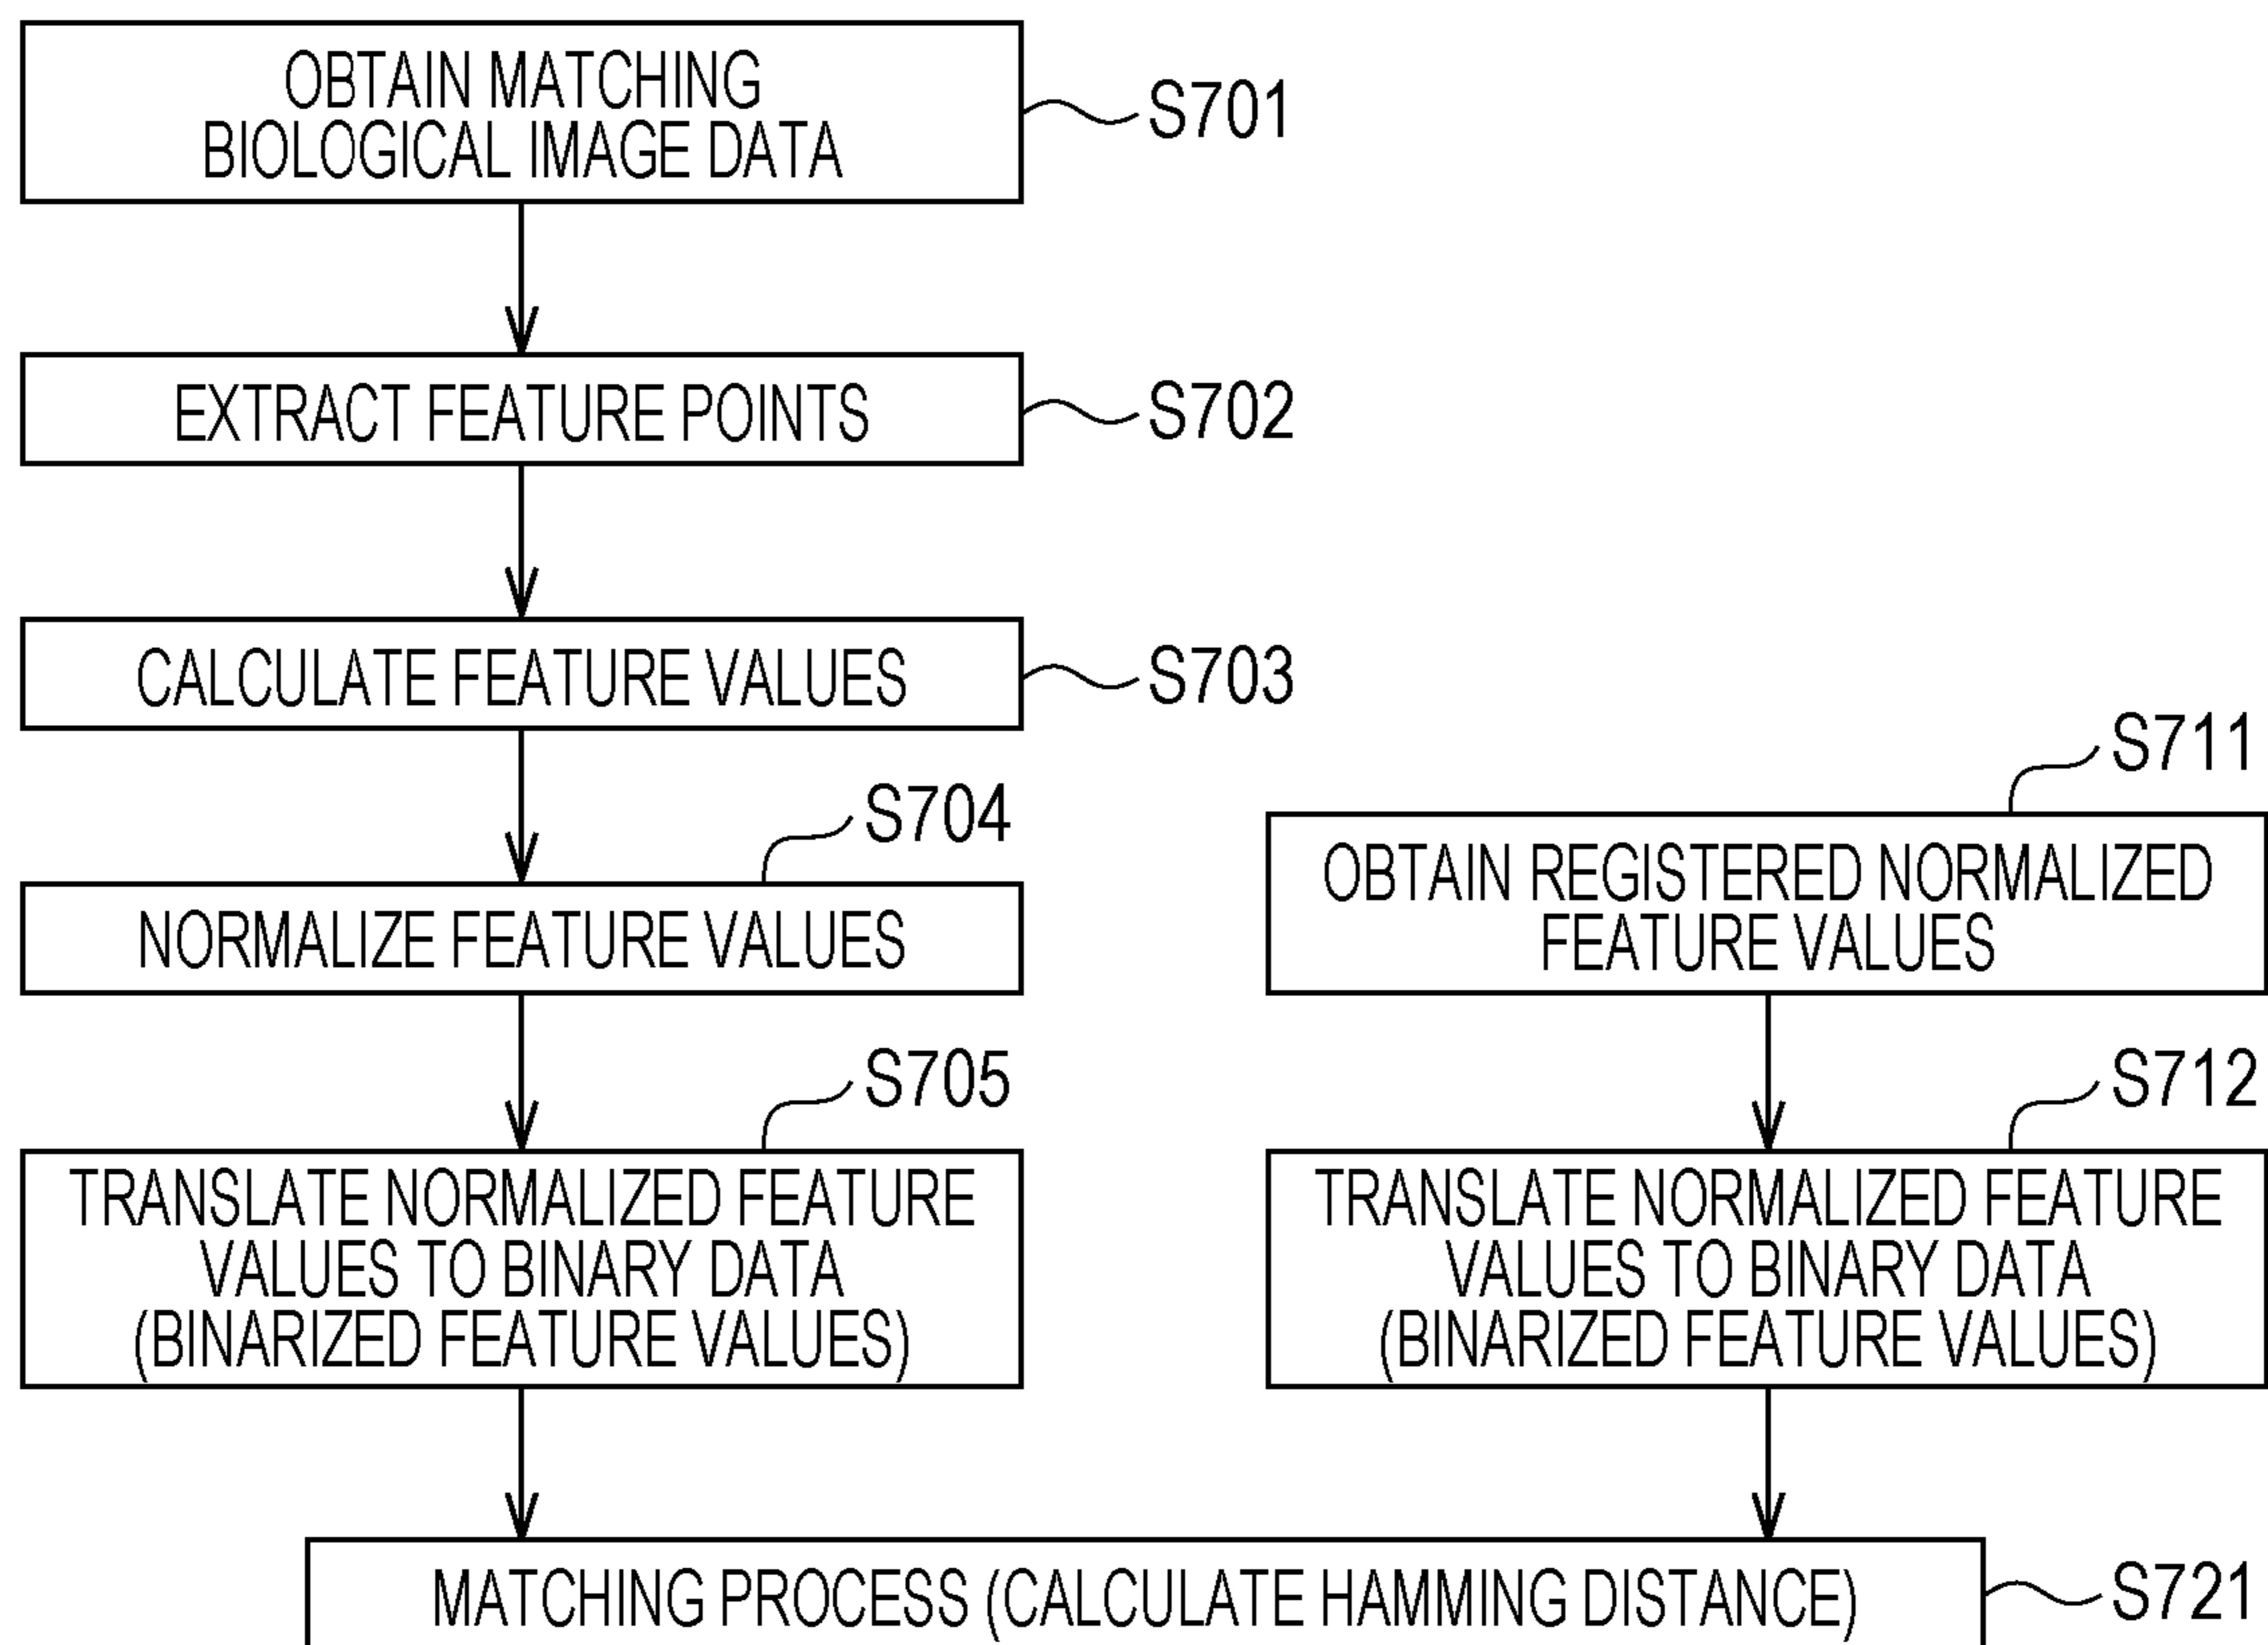 OBTAIN MATCHING
BIOLOGICAL IMAGE DATA
S701
EXTRACT FEATURE POINTS
S702
CALCULATE FEATURE VALUES
S703
S704
NORMALIZE FEATURE VALUES
S705
TRANSLATE NORMALIZED FEATURE
VALUES TO BINARY DATA
(BINARIZED FEATURE VALUES)
S711
OBTAIN REGISTERED NORMALIZED
FEATURE VALUES
S712
TRANSLATE NORMALIZED FEATURE
VALUES TO BINARY DATA
(BINARIZED FEATURE VALUES)
MATCHING PROCESS (CALCULATE HAMMING DISTANCE)
S721